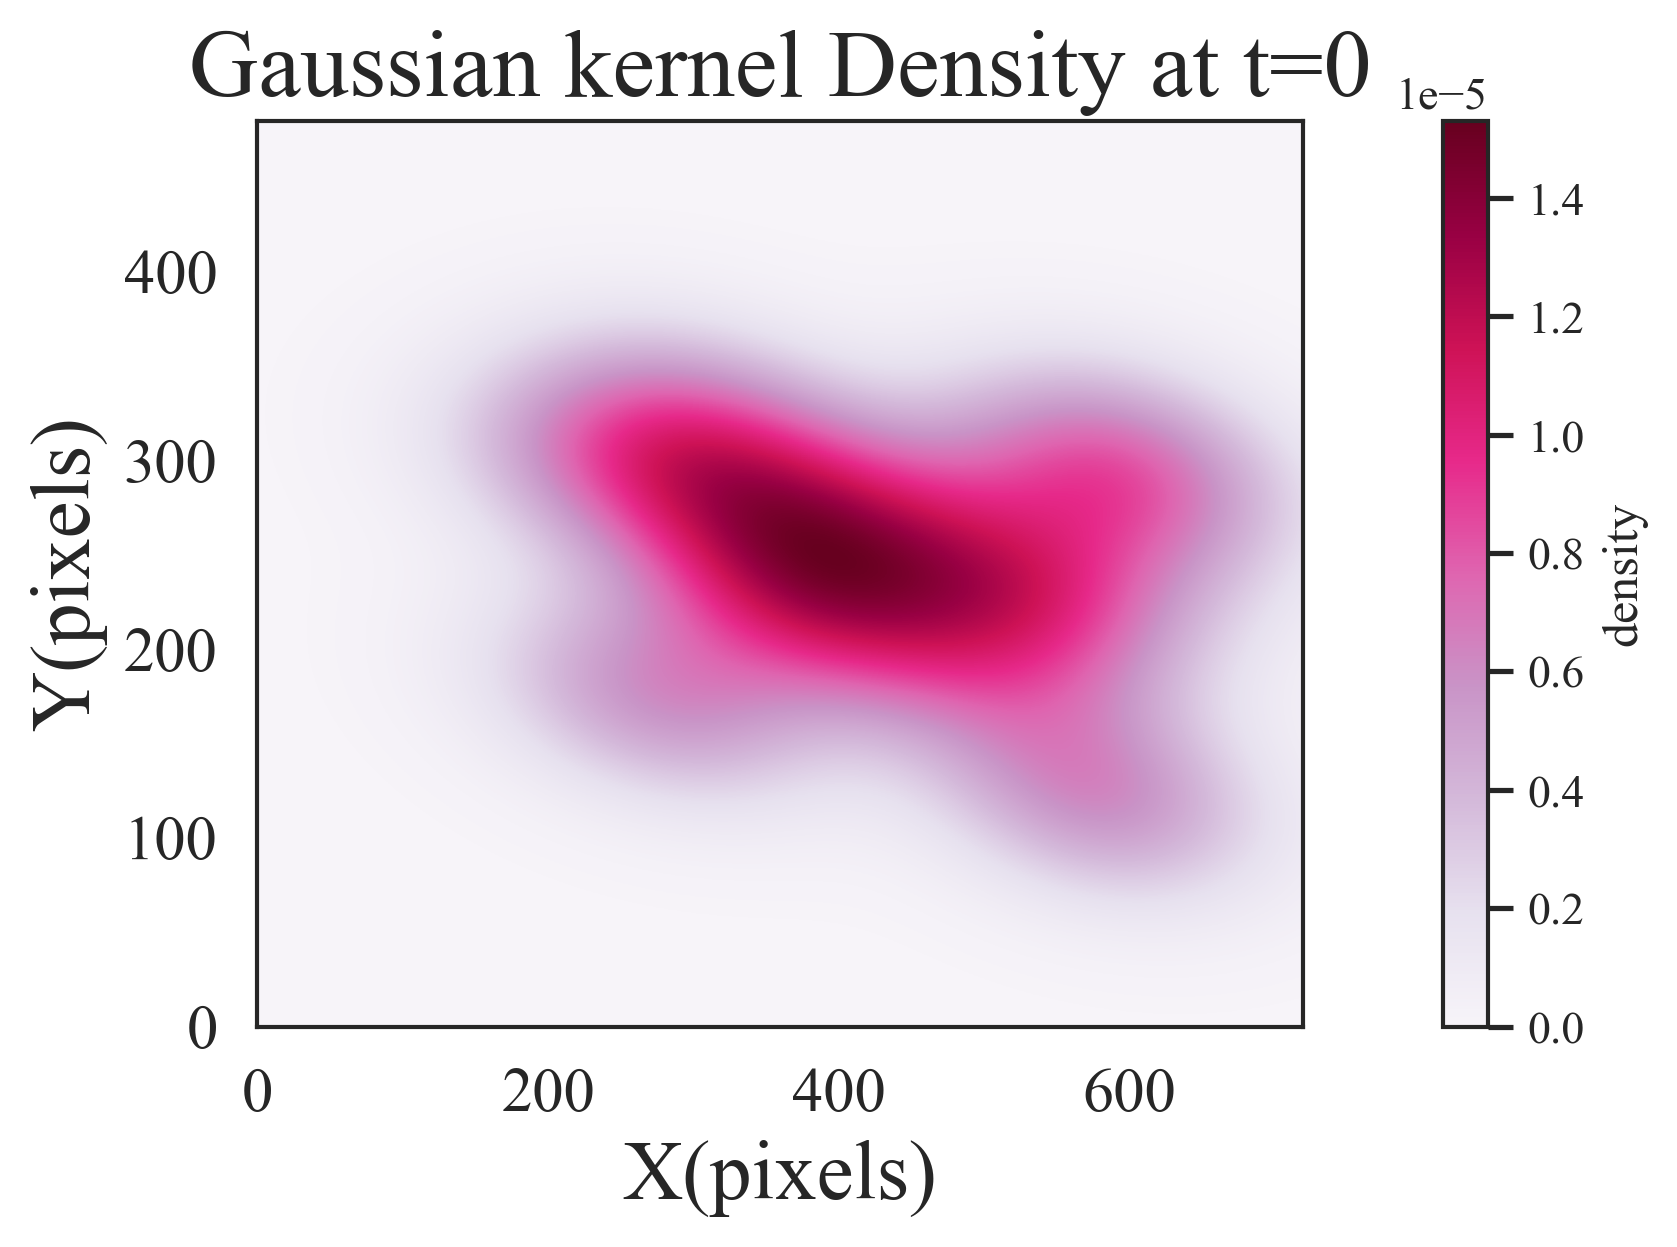 Gaussian kernel Density at t=0
1e−5
400
300
200
100
0
Y(pixels)
0 200 400 600
X(pixels)
1.4
1.2
1.0
0.8
0.6
0.4
0.2
0.0
density